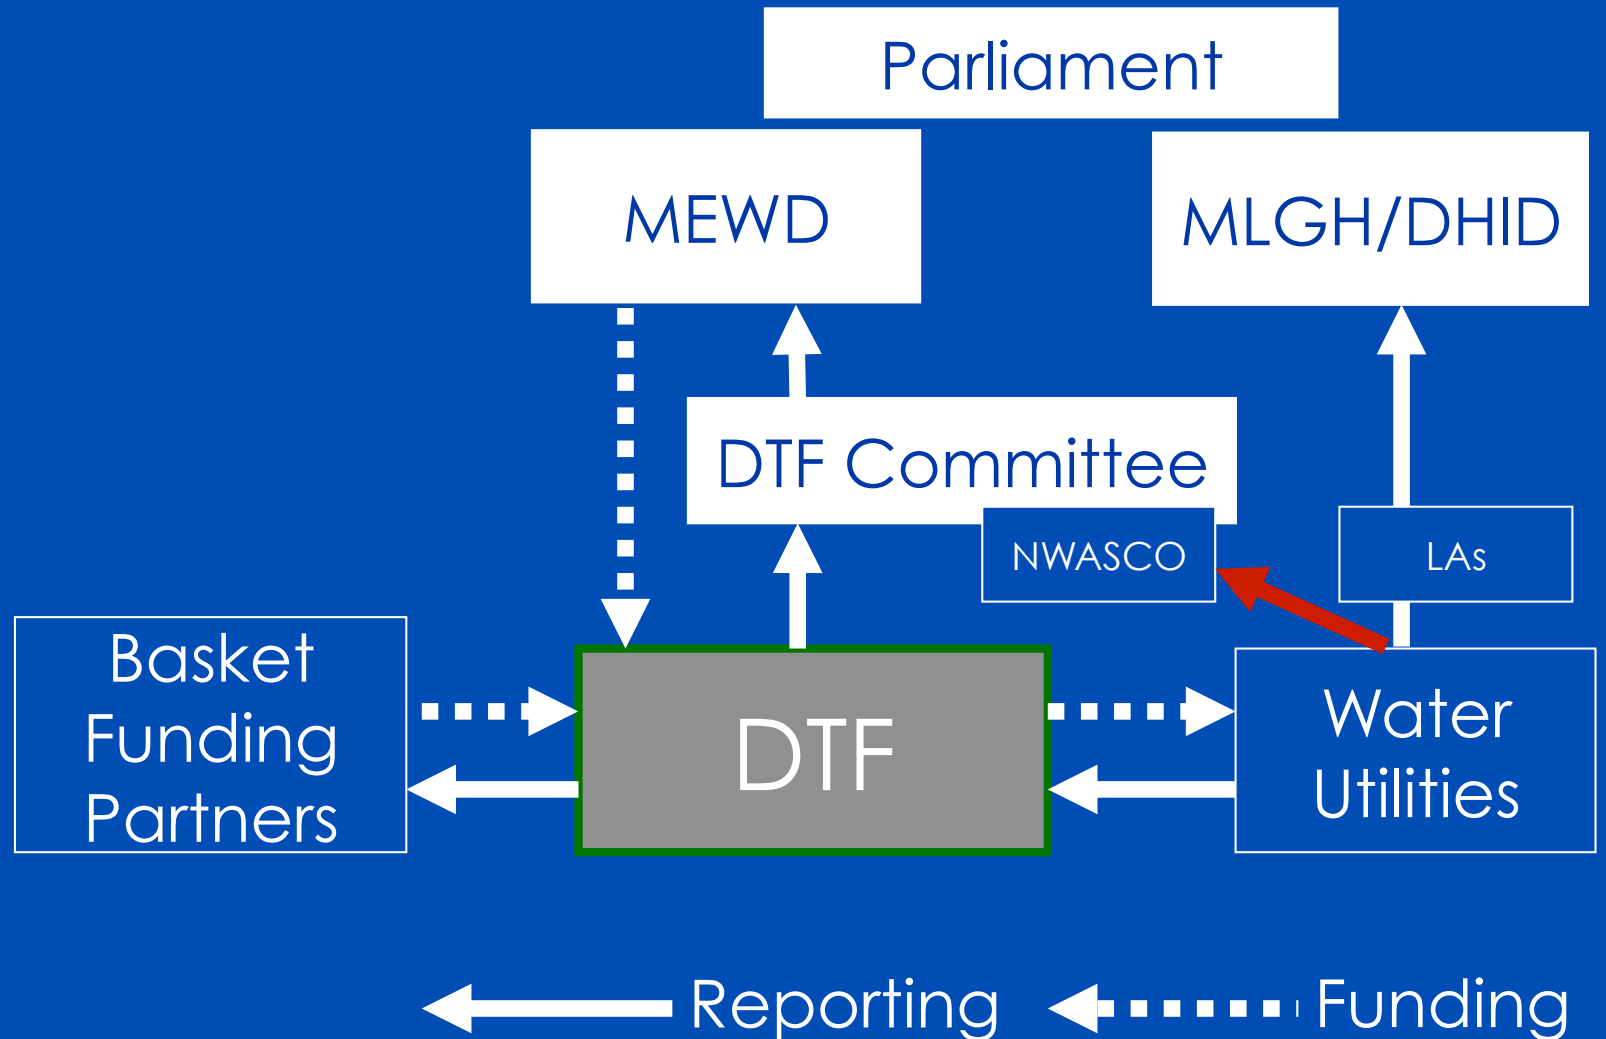 Parliament
MEWD
MLGH/DHID
DTF Committee
NWASCO
LAs
Basket
Funding
Partners
DTF
Water
Utilities
Reporting
Funding